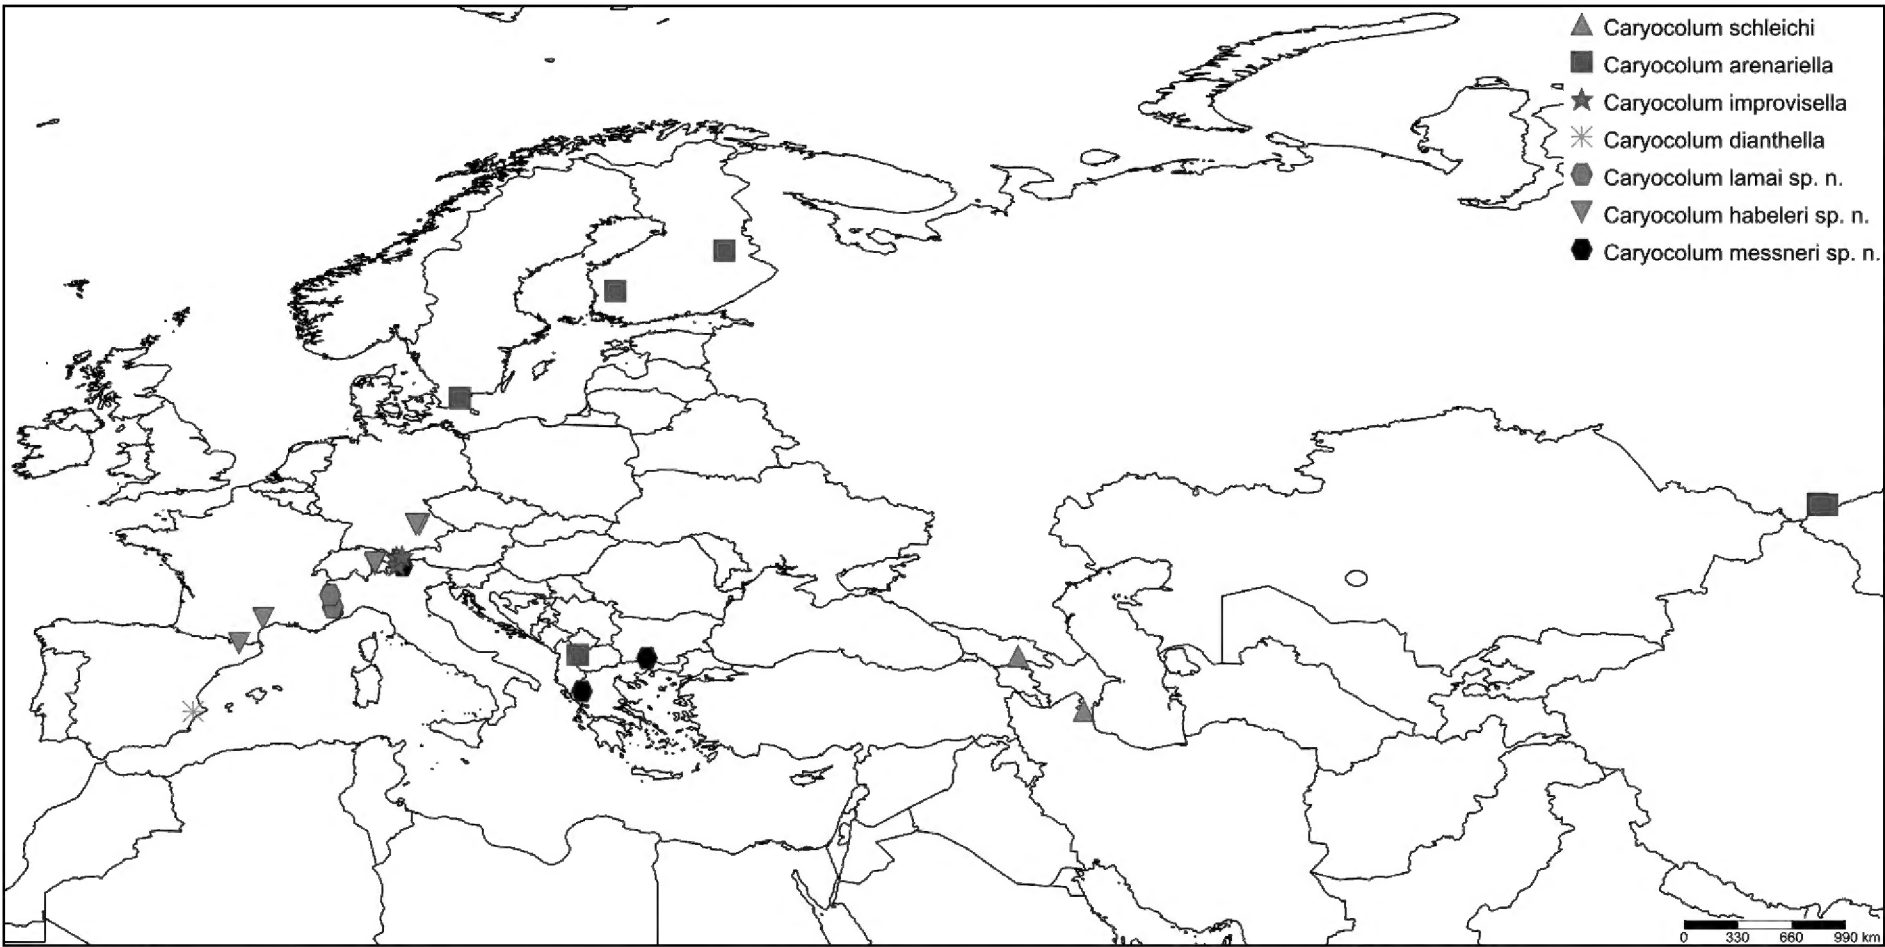 Caryocolum schleichi
Caryocolum arenariella
Caryocolum improvisella
Caryocolum dianthella
Caryocolum lamai sp. n.
Caryocolum habeleri sp. n.
Caryocolum messneri sp. n.
0 330 660 990 km